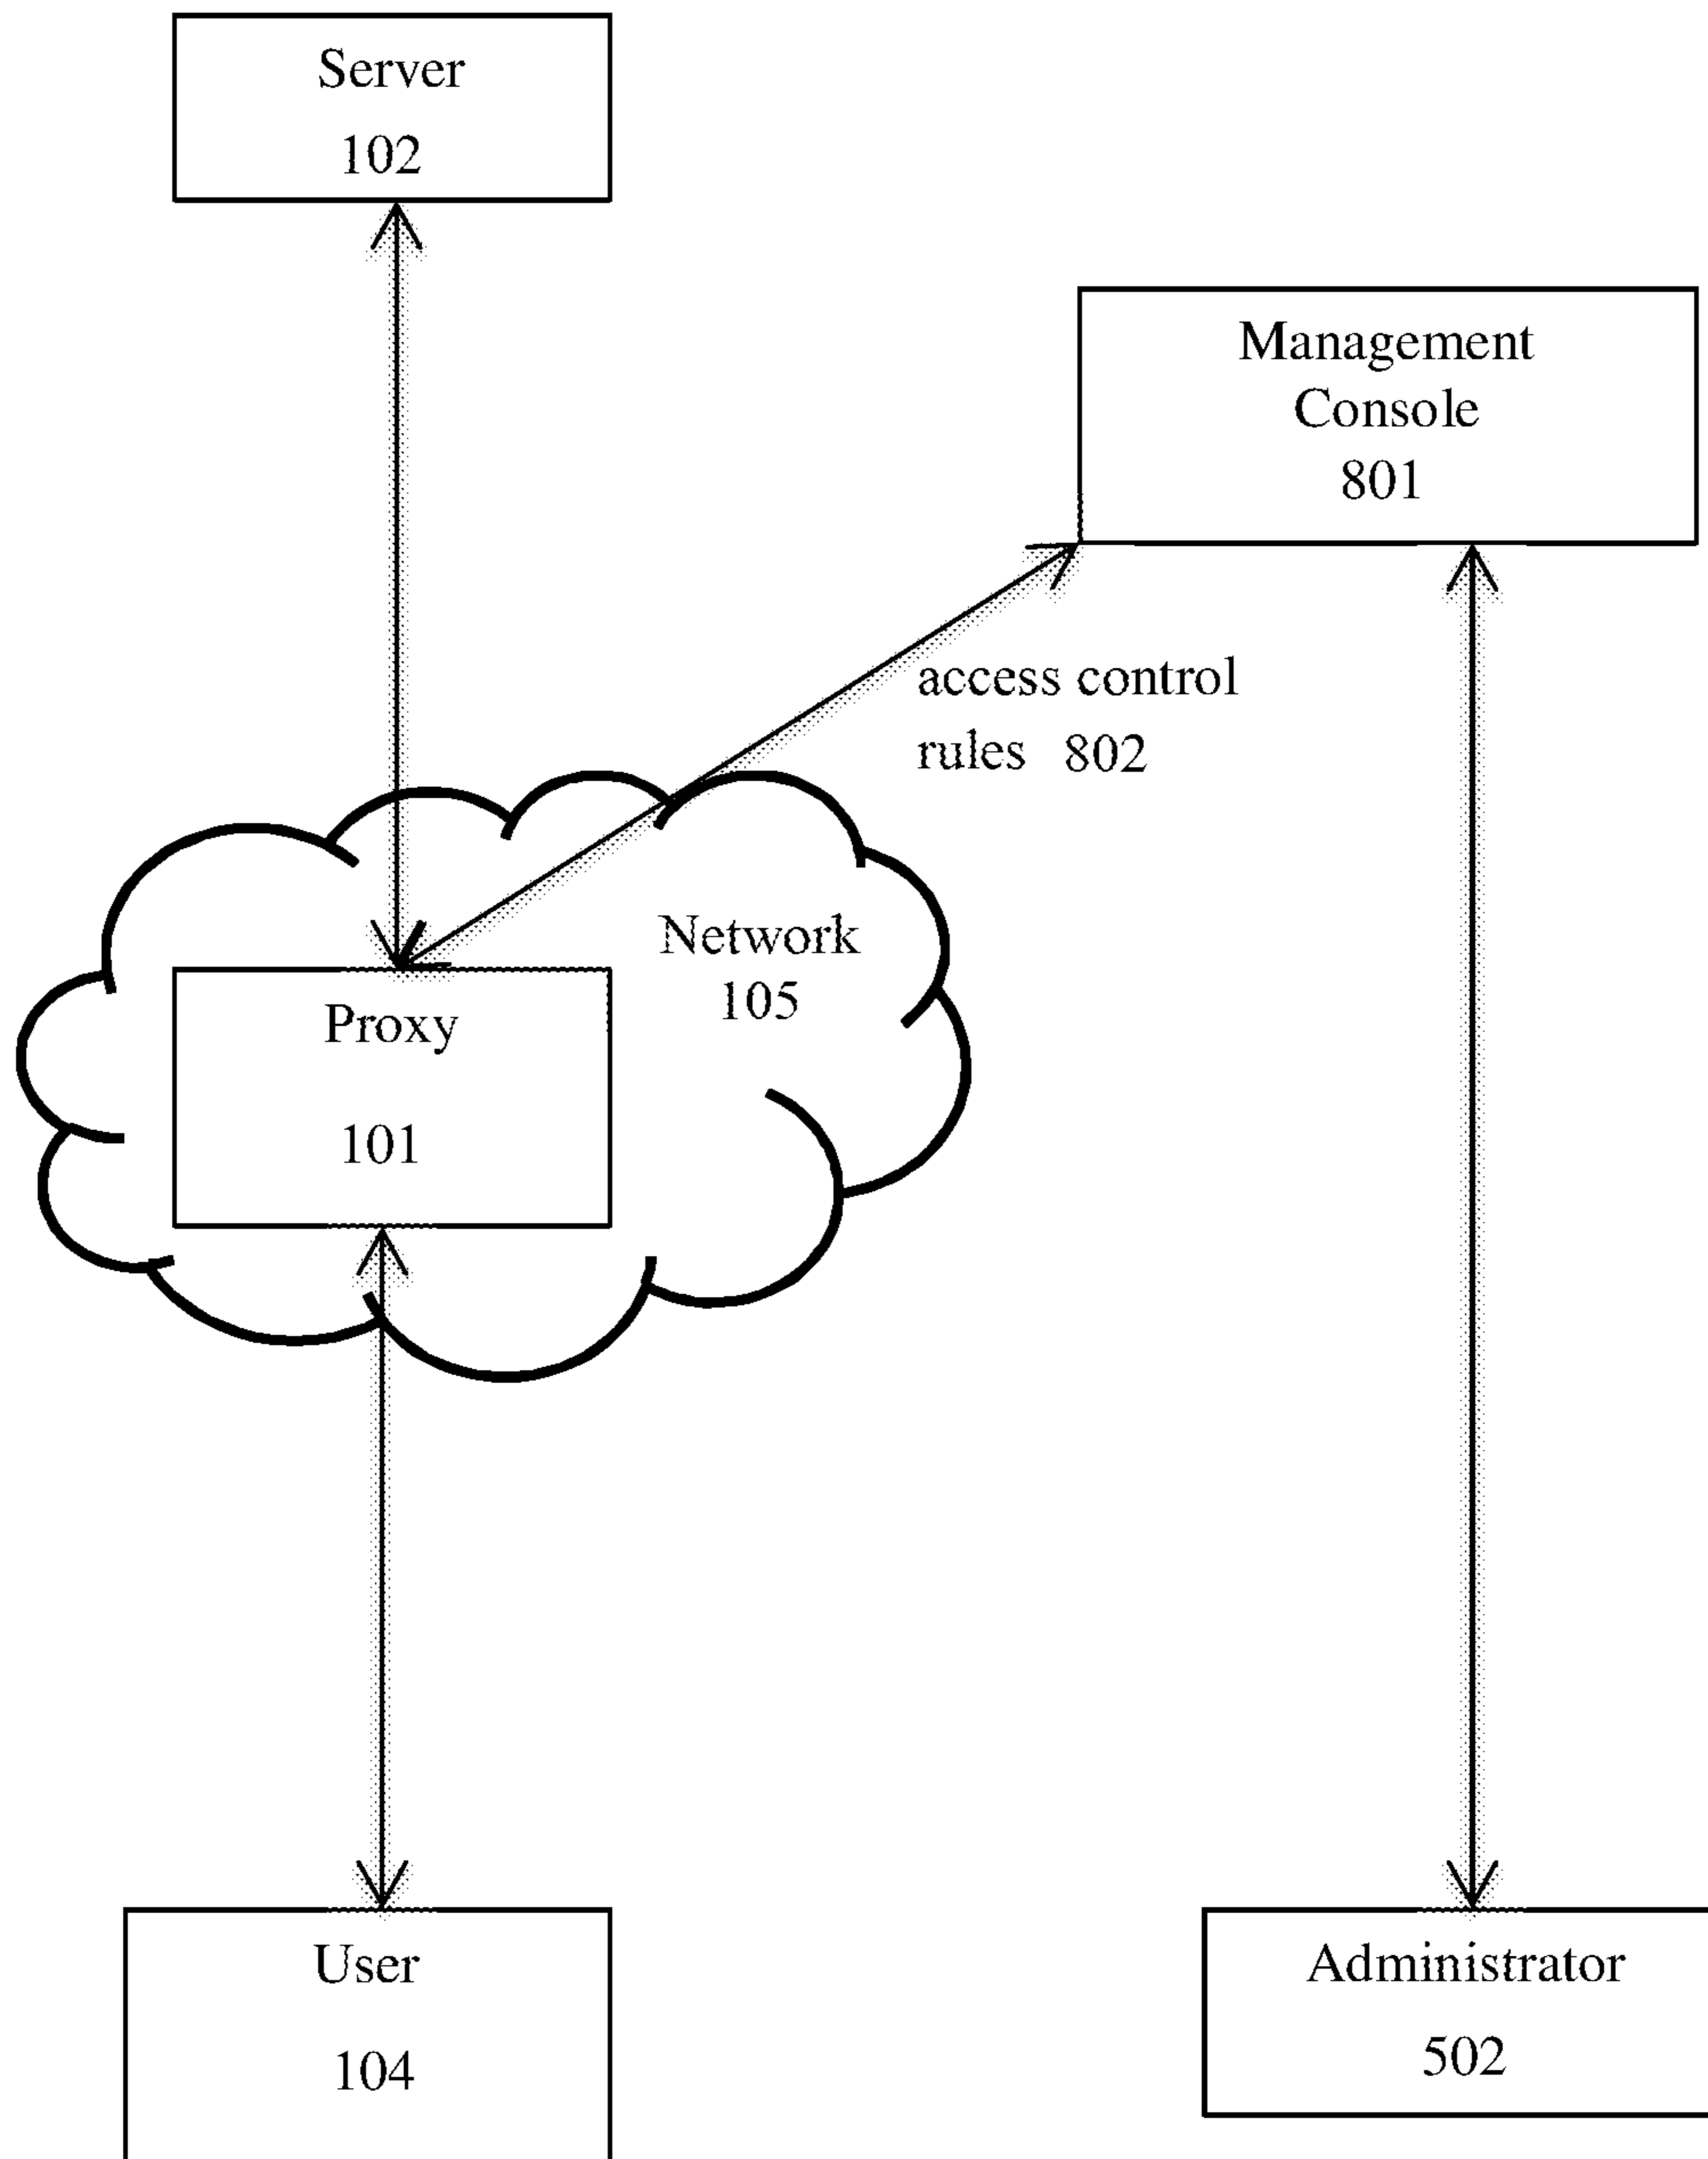 Server
102
Management
Console
801
access control
rules 802
Network
105
Proxy
101
User
104
Administrator
502